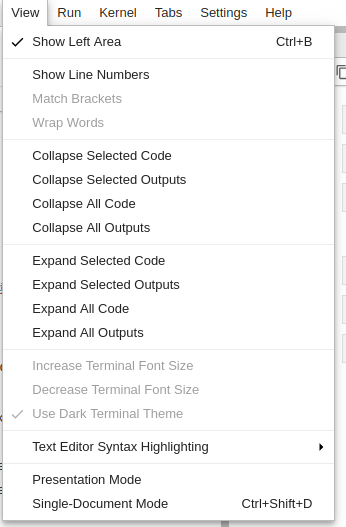 View Run Kernel Tabs Settings Help
Show Left Area Ctrl+B
Show Line Numbers
Match Brackets
Wrap Words
Collapse Selected Code
Collapse Selected Outputs
Collapse All Code
Collapse All Outputs
Expand Selected Code
Expand Selected Outputs
Expand All Code
Expand All Outputs
Increase Terminal Font Size
Decrease Terminal Font Size
Use Dark Terminal Theme
Text Editor Syntax Highlighting
Presentation Mode
Single-Document Mode Ctrl+Shift+D